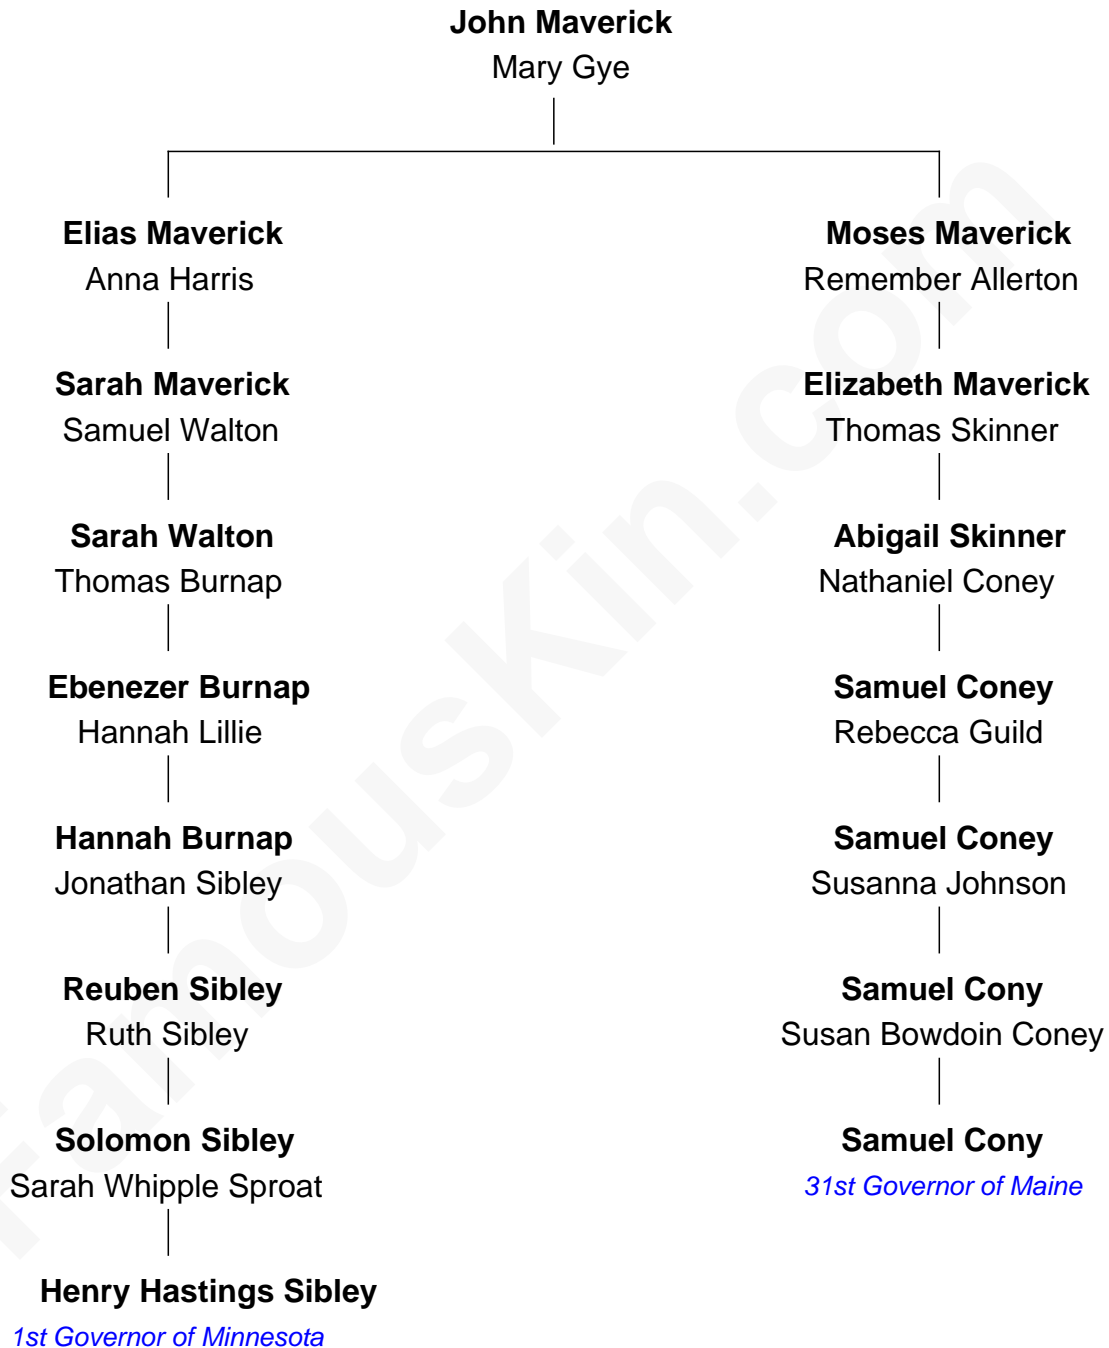 John Maverick
Mary Gye
Elias Maverick
Anna Harris
Moses Maverick
Remember Allerton
Sarah Maverick
Samuel Walton
Elizabeth Maverick
Thomas Skinner
Sarah Walton
Thomas Burnap
Abigail Skinner
Nathaniel Coney
Ebenezer Burnap
Hannah Lillie
Samuel Coney
Rebecca Guild
Hannah Burnap
Jonathan Sibley
Samuel Coney
Susanna Johnson
Reuben Sibley
Ruth Sibley
Samuel Cony
Susan Bowdoin Coney
Solomon Sibley
Sarah Whipple Sproat
Samuel Cony
31st Governor of Maine
Henry Hastings Sibley
1st Governor of Minnesota
FamousKin.com